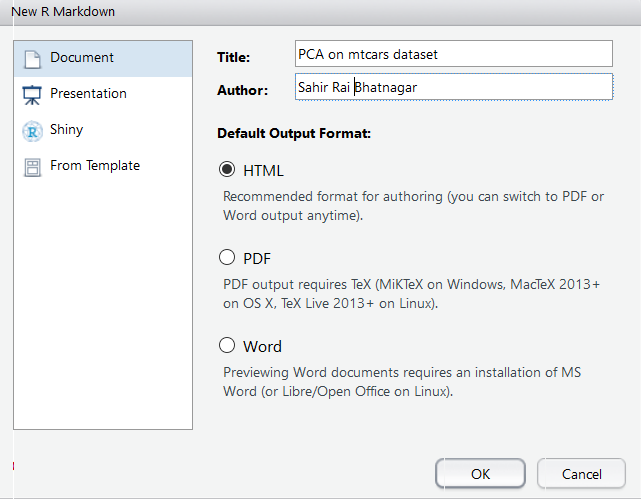 New R Markdown
Document
Presentation
Shiny
From Template
Title: PCA on mtcars dataset
Author: Sahir Rai Bhatnagar
Default Output Format:
HTML
Recommended format for authoring (you can switch to PDF or
Word output anytime).
PDF
PDF output requires TeX (MiKTeX on Windows, MacTeX 2013+
on OS X, TeX Live 2013+ on Linux).
Word
Previewing Word documents requires an installation of MS
Word (or Libre/Open Office on Linux).
OK Cancel